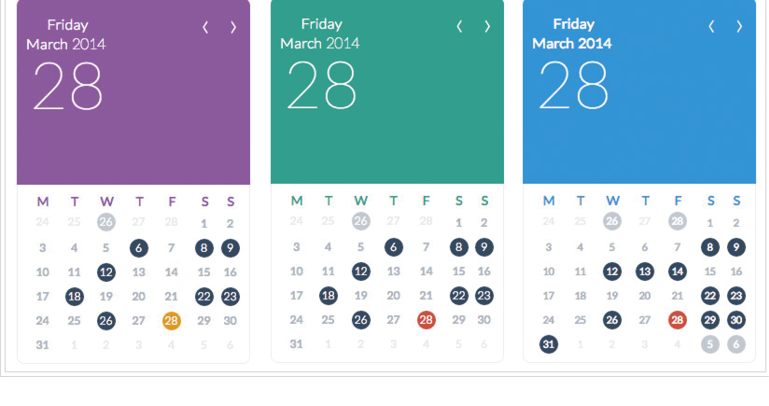 Friday
‹ ›
March 2014
28
M T W T F S S
24 25 26 27 28 1 2
3 4 5 6 7 8 9
10 11 12 13 14 15 16
17 18 19 20 21 22 23
24 25 26 27 28 29 30
31 1 2 3 4 5 6
Friday
‹ ›
March 2014
28
M T W T F S S
24 25 26 27 28 1 2
3 4 5 6 7 8 9
10 11 12 13 14 15 16
17 18 19 20 21 22 23
24 25 26 27 28 29 30
31 1 2 3 4 5 6
Friday
‹ ›
March 2014
28
M T W T F S S
24 25 26 27 28 1 2
3 4 5 6 7 8 9
10 11 12 13 14 15 16
17 18 19 20 21 22 23
24 25 26 27 28 29 30
31 1 2 3 4 5 6